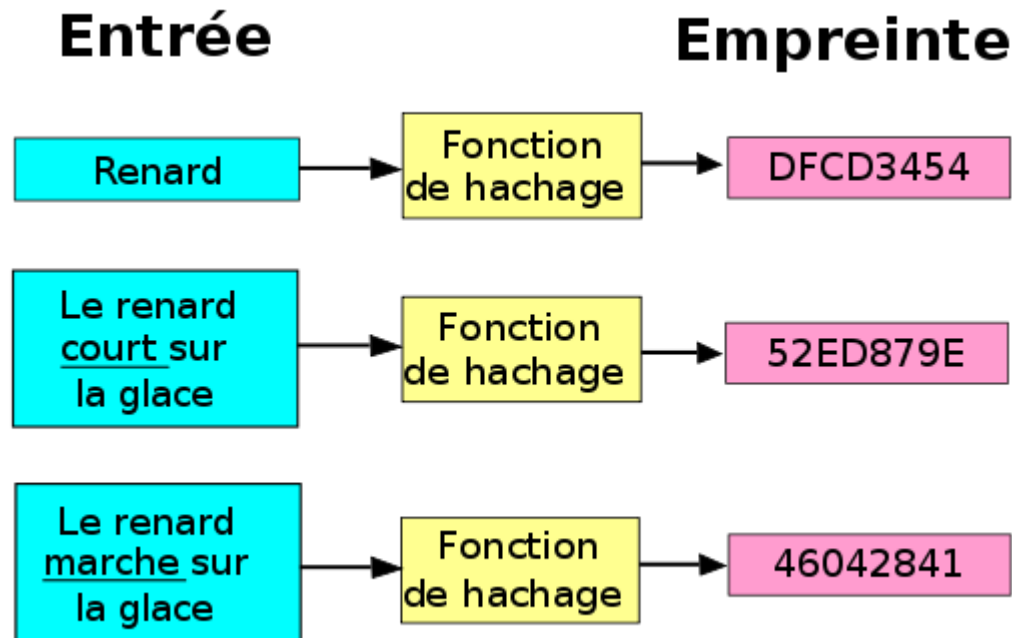 Entrée
Empreinte
Renard
Fonction
de hachage
DFCD3454
Le renard
court sur
la glace
Fonction
de hachage
52ED879E
Le renard
marche sur
la glace
Fonction
de hachage
46042841